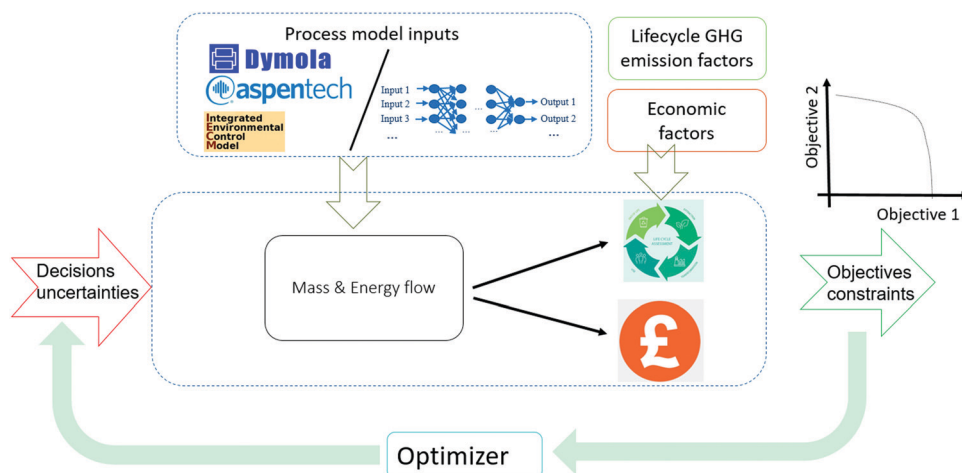 Process model inputs
Dymola
aspentech
Integrated
Environmental
Control
Model
Input 1
Input 2
Input 3
...
...
...
Output 1
Output 2
...
Lifecycle GHG
emission factors
Economic
factors
Objective 2
Objective 1
Decisions
uncertainties
Mass & Energy flow
£
Objectives
constraints
Optimizer